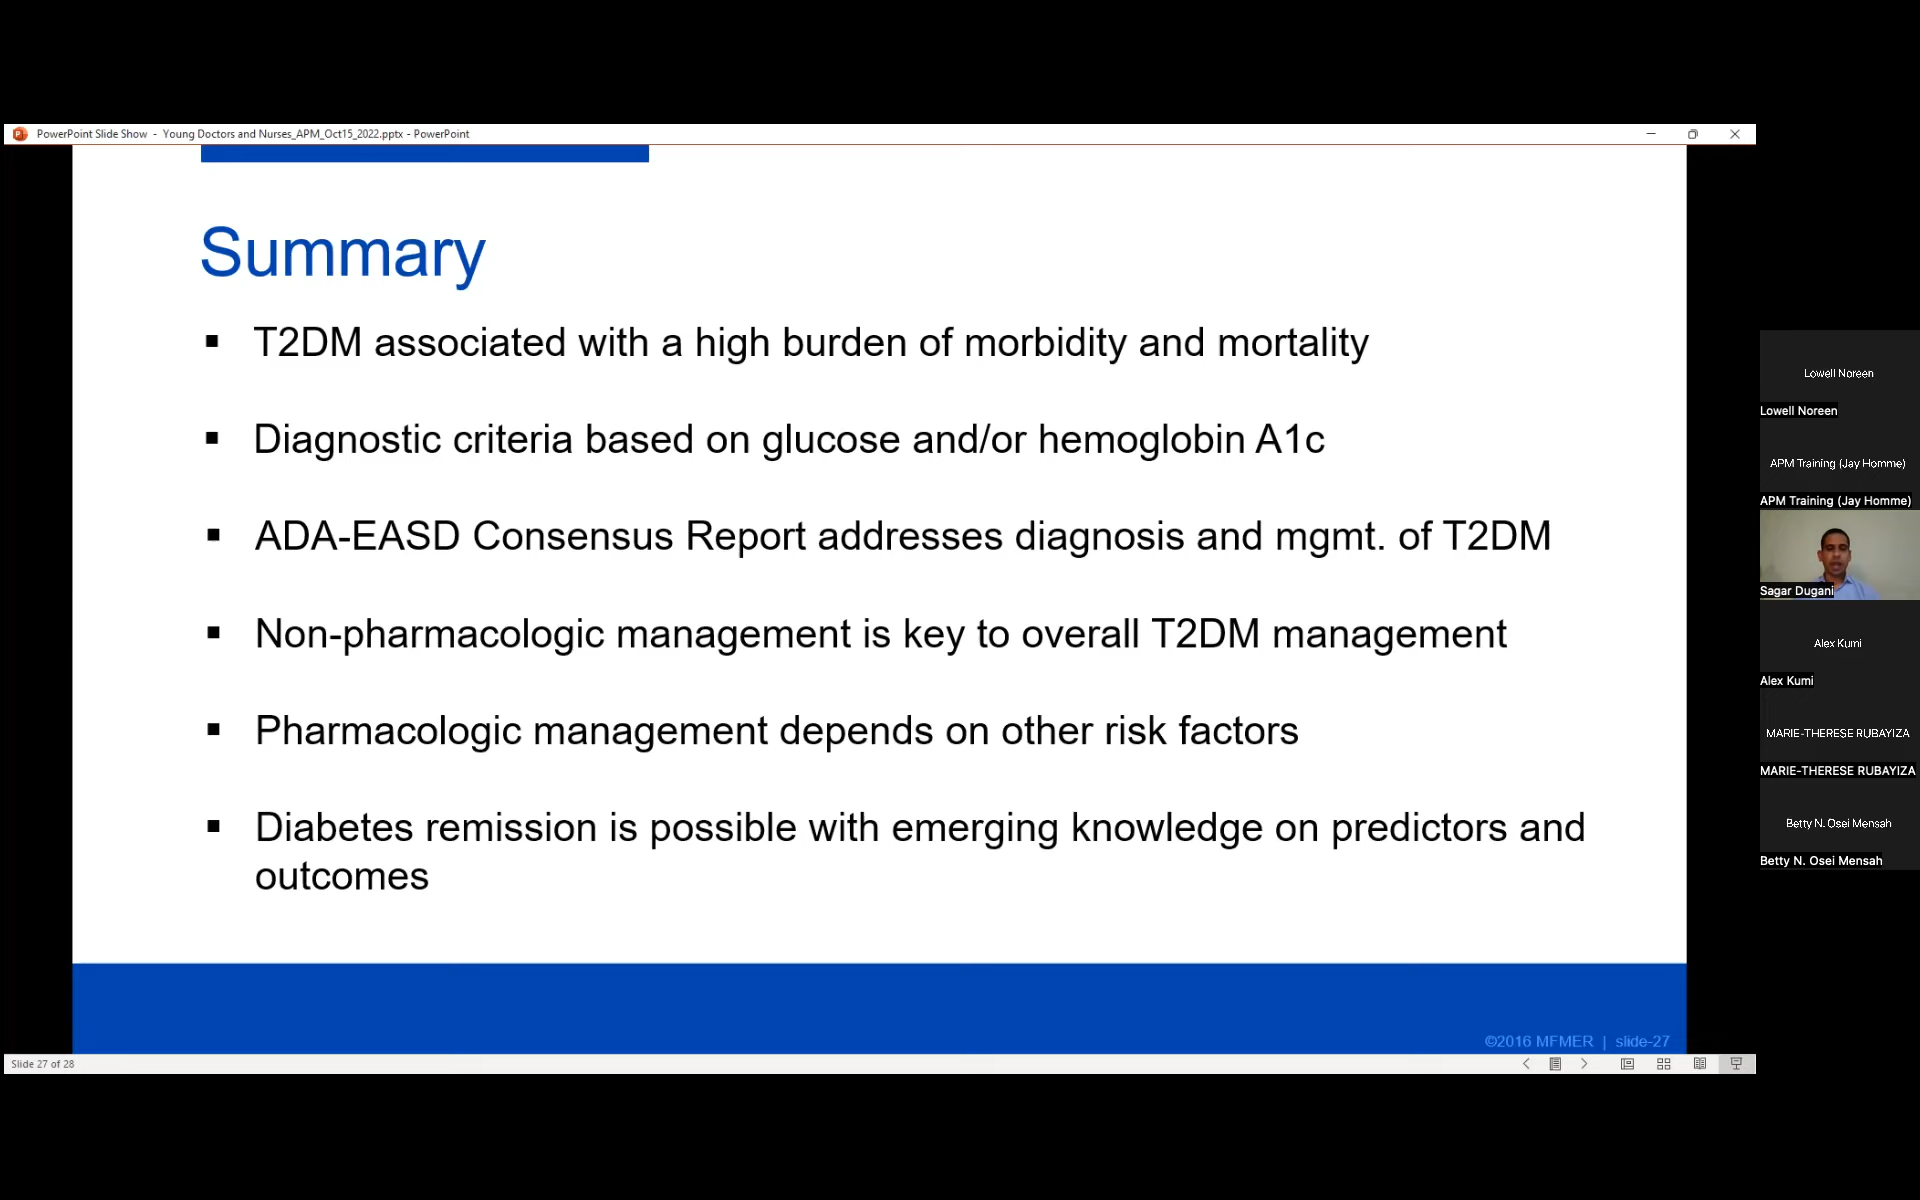 PowerPoint Slide Show - Young Doctors and Nurses_APM_Oct15_2022.pptx - PowerPoint
Summary
▪ T2DM associated with a high burden of morbidity and mortality
▪ Diagnostic criteria based on glucose and/or hemoglobin A1c
▪ ADA-EASD Consensus Report addresses diagnosis and mgmt. of T2DM
▪ Non-pharmacologic management is key to overall T2DM management
▪ Pharmacologic management depends on other risk factors
▪ Diabetes remission is possible with emerging knowledge on predictors and
outcomes
©2016 MFMER | slide-27
Slide 27 of 28
Lowell Noreen
Lowell Noreen
APM Training (Jay Homme)
APM Training (Jay Homme)
Sagar Dugani
Alex Kumi
Alex Kumi
MARIE-THERESE RUBAYIZA
MARIE-THERESE RUBAYIZA
Betty N. Osei Mensah
Betty N. Osei Mensah